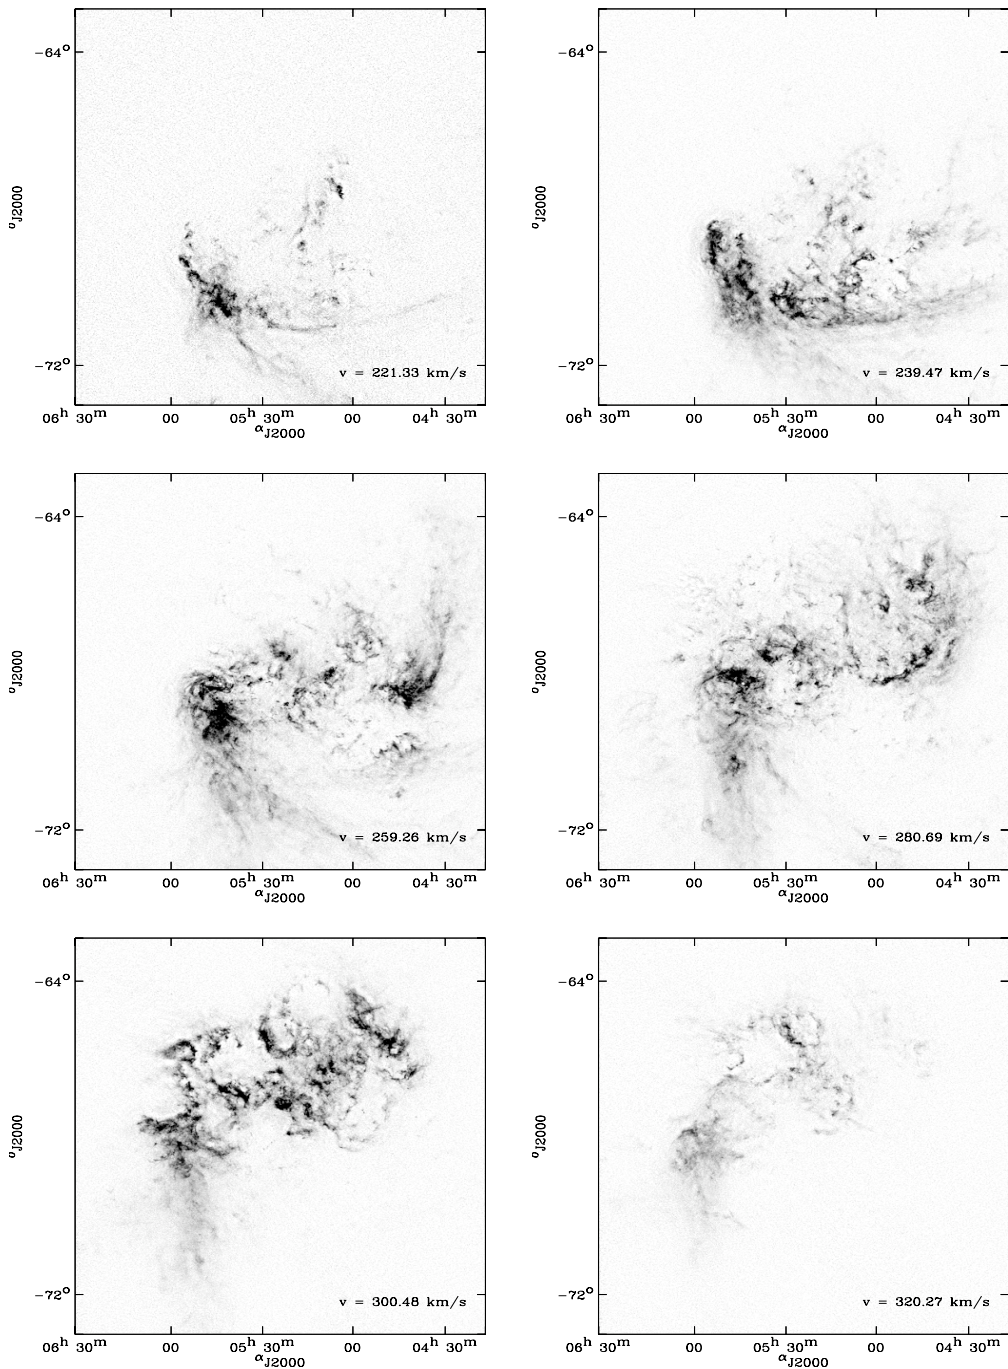 −64°
δJ2000
−72°
v = 221.33 km/s
06h 30m 00 05h 30m 00 04h 30m
αJ2000
−64°
δJ2000
−72°
v = 239.47 km/s
06h 30m 00 05h 30m 00 04h 30m
αJ2000
−64°
δJ2000
−72°
v = 259.26 km/s
06h 30m 00 05h 30m 00 04h 30m
αJ2000
−64°
δJ2000
−72°
v = 280.69 km/s
06h 30m 00 05h 30m 00 04h 30m
αJ2000
−64°
δJ2000
−72°
v = 300.48 km/s
06h 30m 00 05h 30m 00 04h 30m
αJ2000
−64°
δJ2000
−72°
v = 320.27 km/s
06h 30m 00 05h 30m 00 04h 30m
αJ2000